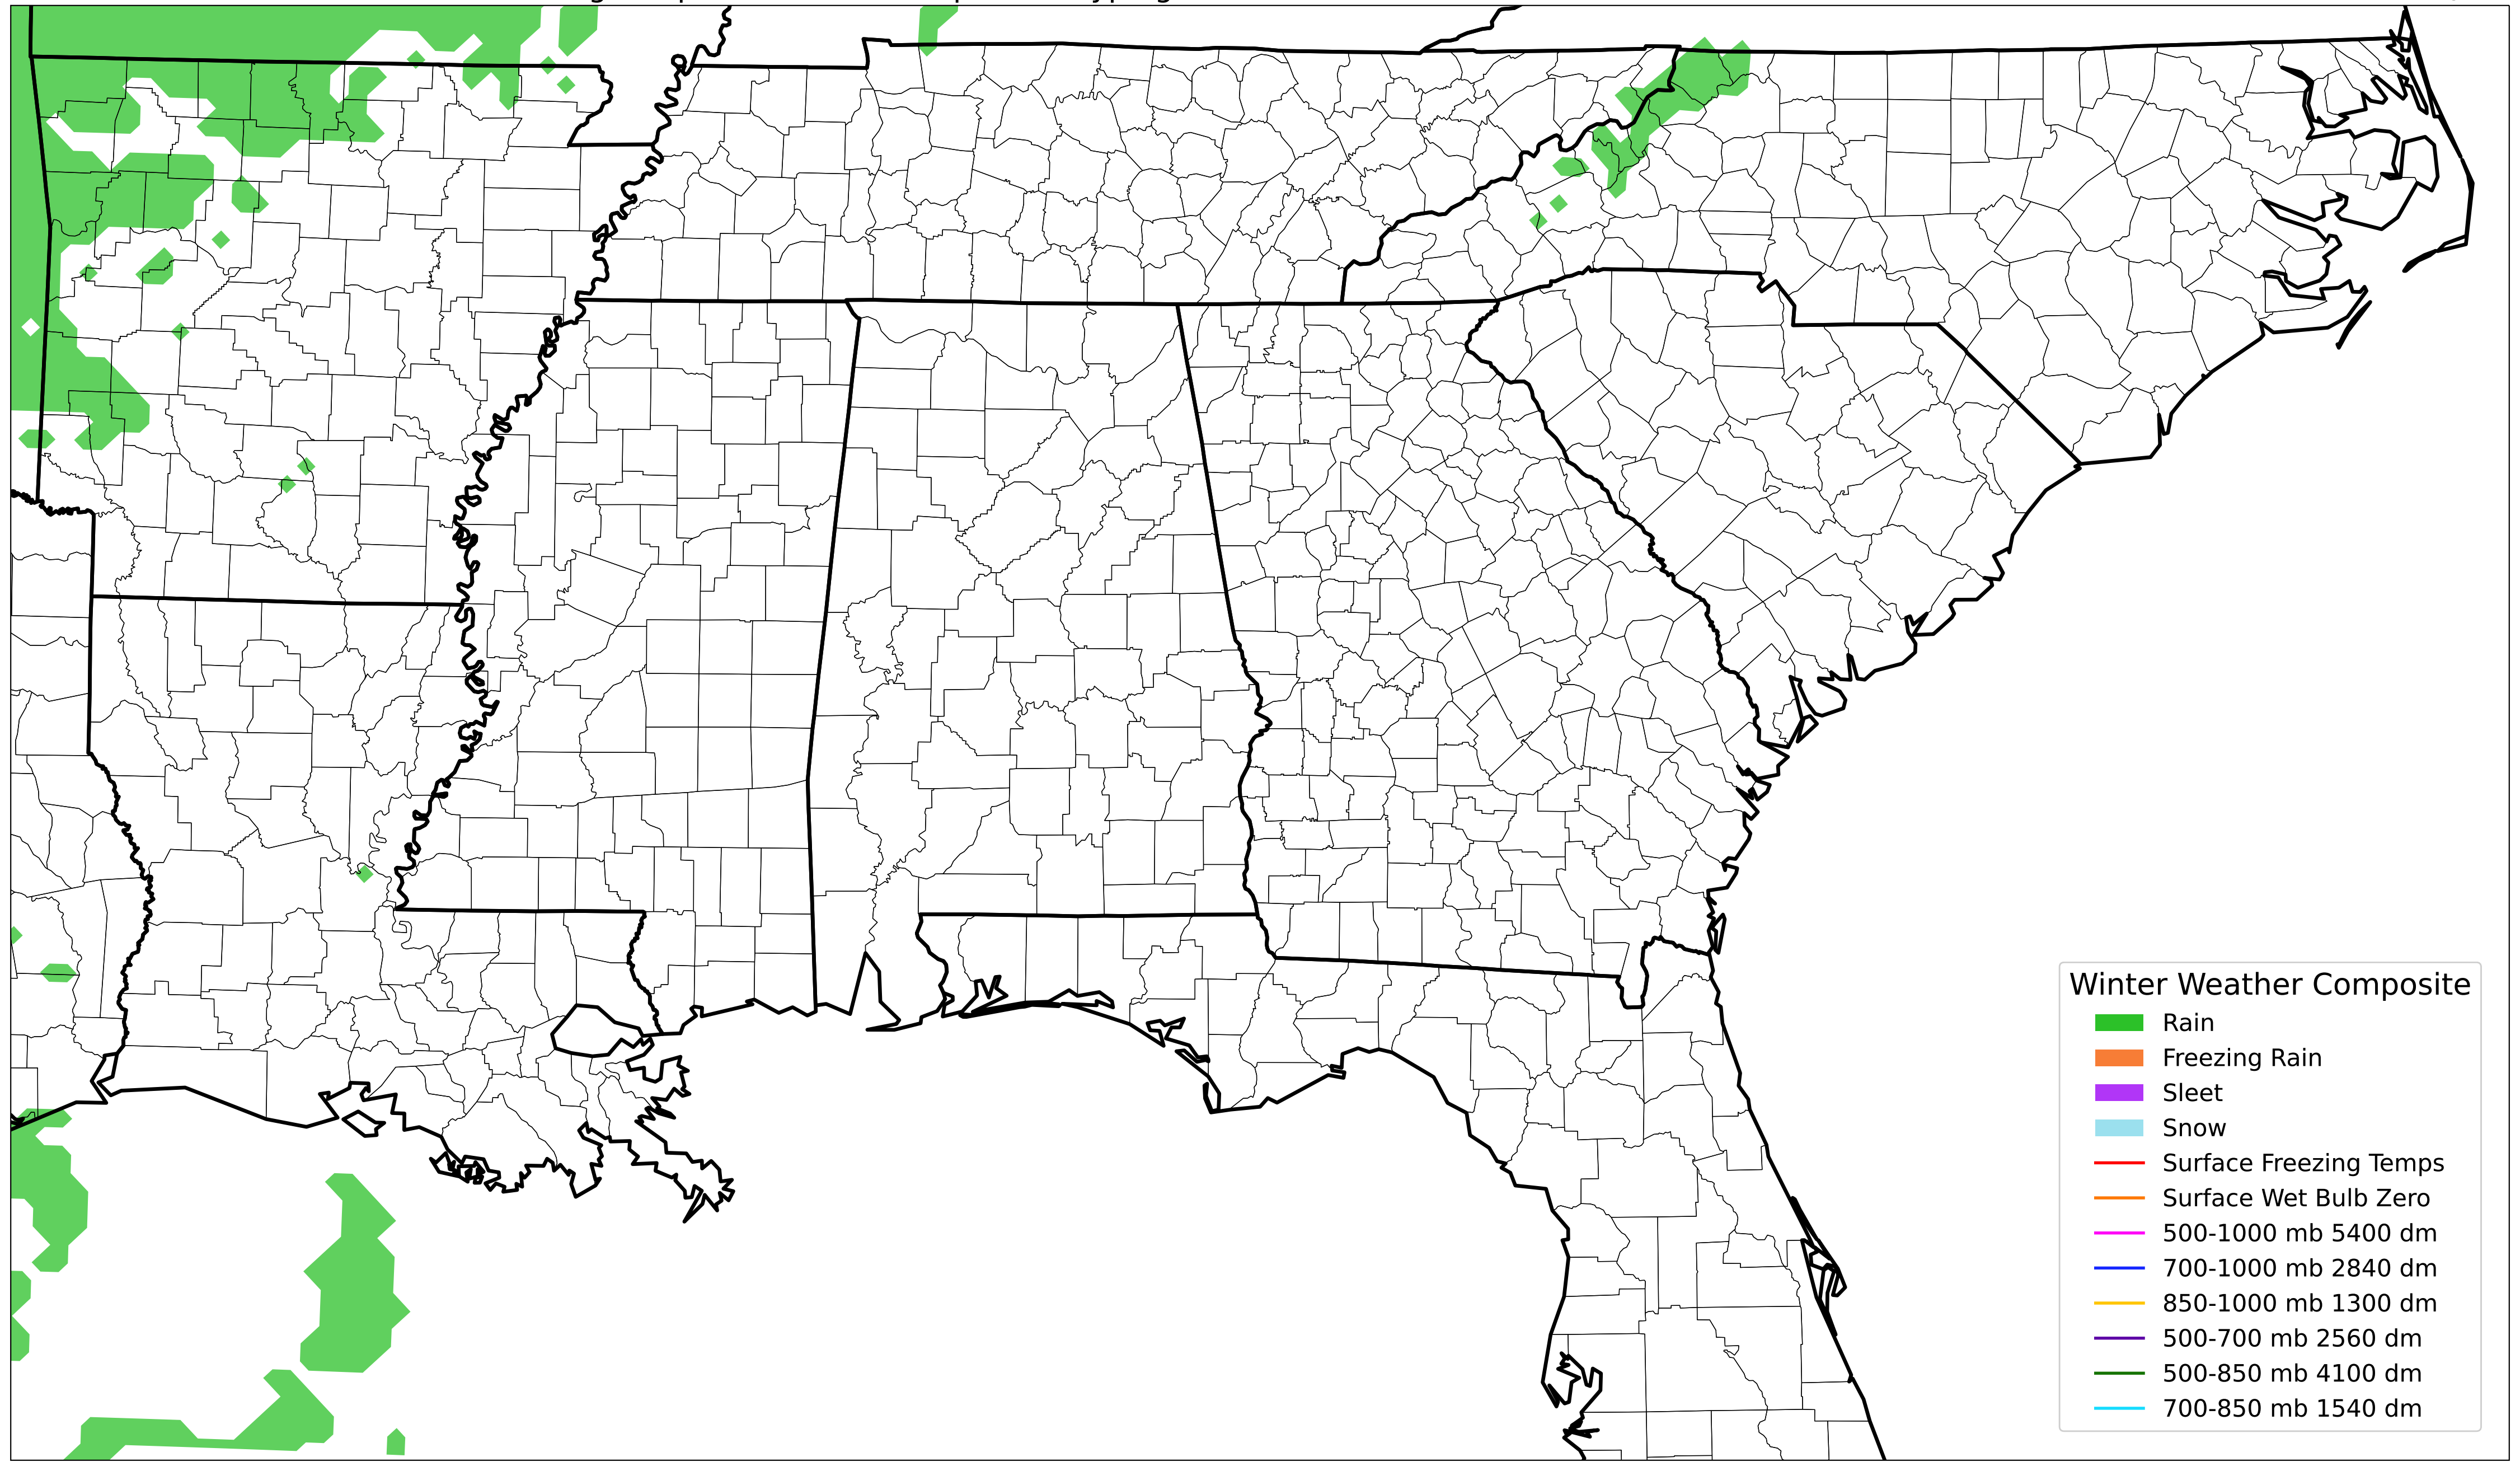 Winter Weather Composite
Rain
Freezing Rain
Sleet
Snow
Surface Freezing Temps
Surface Wet Bulb Zero
500-1000 mb 5400 dm
700-1000 mb 2840 dm
850-1000 mb 1300 dm
500-700 mb 2560 dm
500-850 mb 4100 dm
700-850 mb 1540 dm